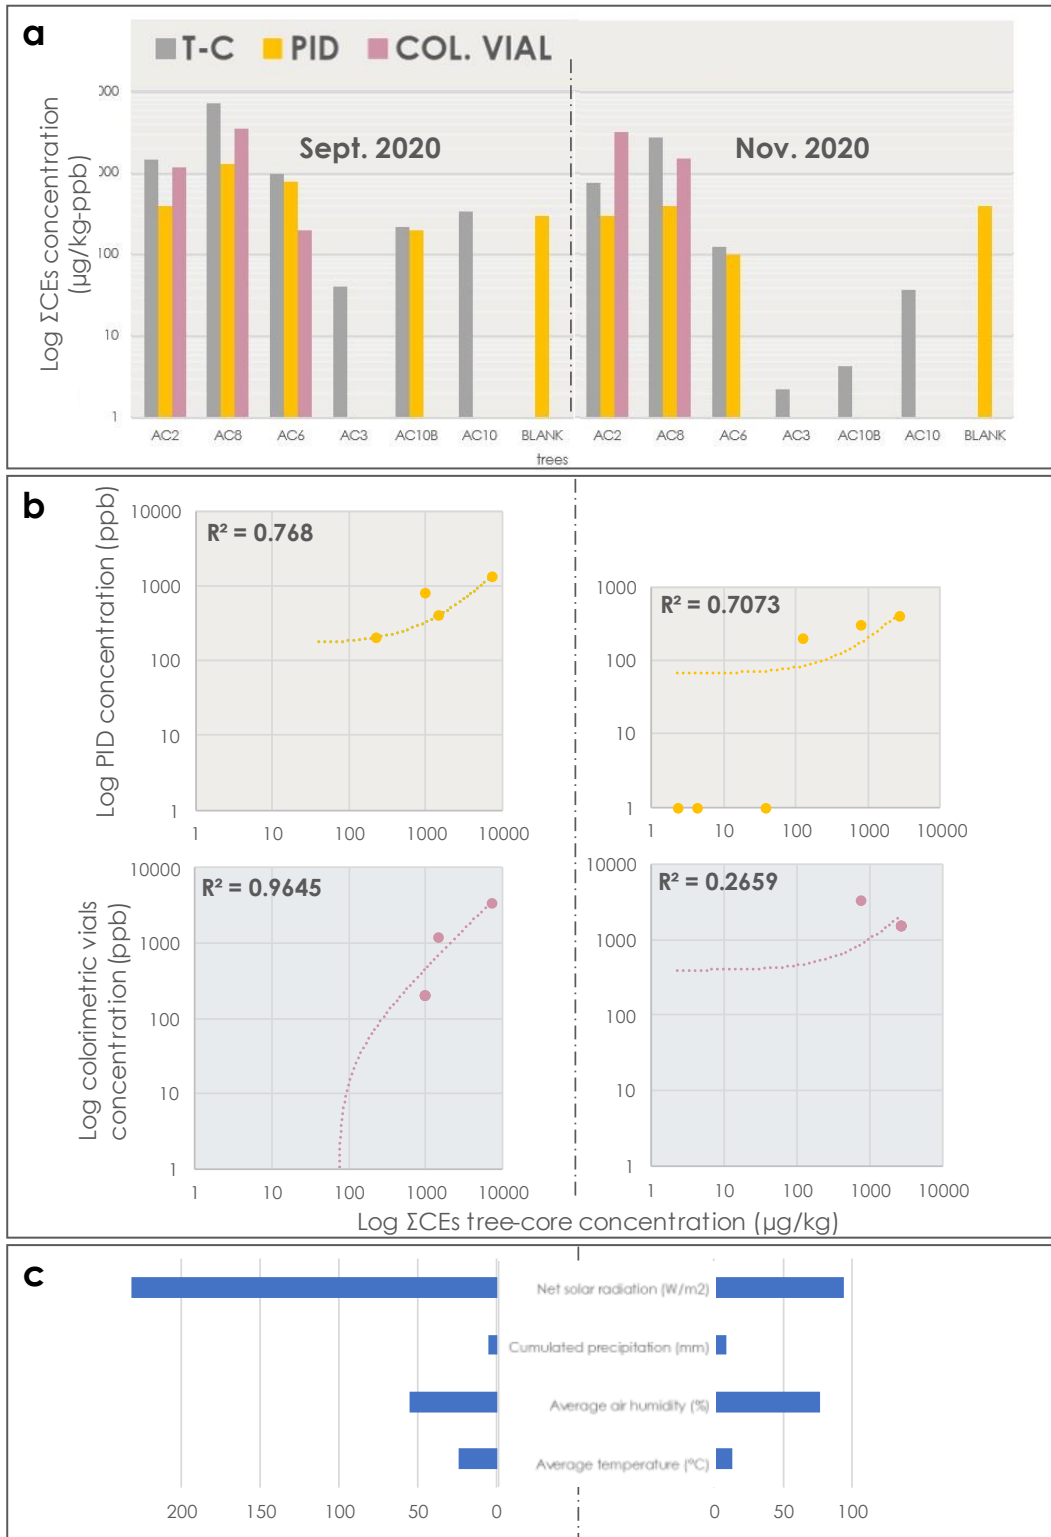 a
T-C PID COL. VIAL
Sept. 2020
Nov. 2020
Log ΣCEs concentration
(µg/kg-ppb)
000
000
100
10
1
AC2 AC8 AC6 AC3 AC10B AC10 BLANK AC2 AC8 AC6 AC3 AC10B AC10 BLANK
trees
b
Log PID concentration (ppb)
10000
1000
100
10
1
R² = 0.768
1 10 100 1000 10000
1000
100
10
1
R² = 0.7073
1 10 100 1000 10000
Log colorimetric vials
concentration (ppb)
10000
1000
100
10
1
R² = 0.9645
1 10 100 1000 10000
10000
1000
100
10
1
R² = 0.2659
1 10 100 1000 10000
Log ΣCEs tree-core concentration (µg/kg)
c
Net solar radiation (W/m2)
Cumulated precipitation (mm)
Average air humidity (%)
Average temperature (°C)
200 150 100 50 0
0 50 100